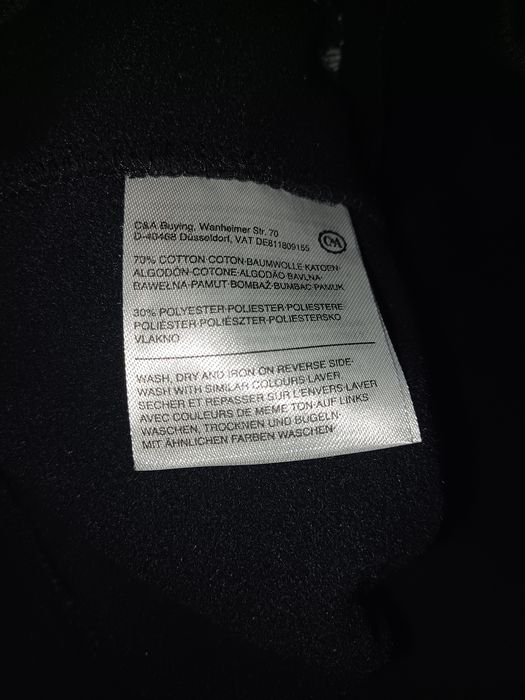 C&A Buying, Wanheimer Str. 70
D-40468 Düsseldorf, VAT DE811809155
C&A
70% COTTON·COTON·BAUMWOLLE·KATOEN·
ALGODÓN·COTONE·ALGODÃO·BAVLNA·
BAWEŁNA·PAMUT·BOMBAŽ·BUMBAC·PAMUK
30% POLYESTER·POLIESTER·POLIESTERE
POLIÉSTER·POLIÉSZTER·POLIESTERSKO
VLAKNO
WASH, DRY AND IRON ON REVERSE SIDE·
WASH WITH SIMILAR COLOURS·LAVER
SECHER ET REPASSER SUR L'ENVERS·LAVER
AVEC COULEURS DE MEME TON·AUF LINKS
WASCHEN, TROCKNEN UND BÜGELN·
MIT ÄHNLICHEN FARBEN WASCHEN·